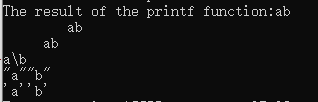 The result of the printf function:ab
ab
ab
a\b
"a""b"
'a''b'